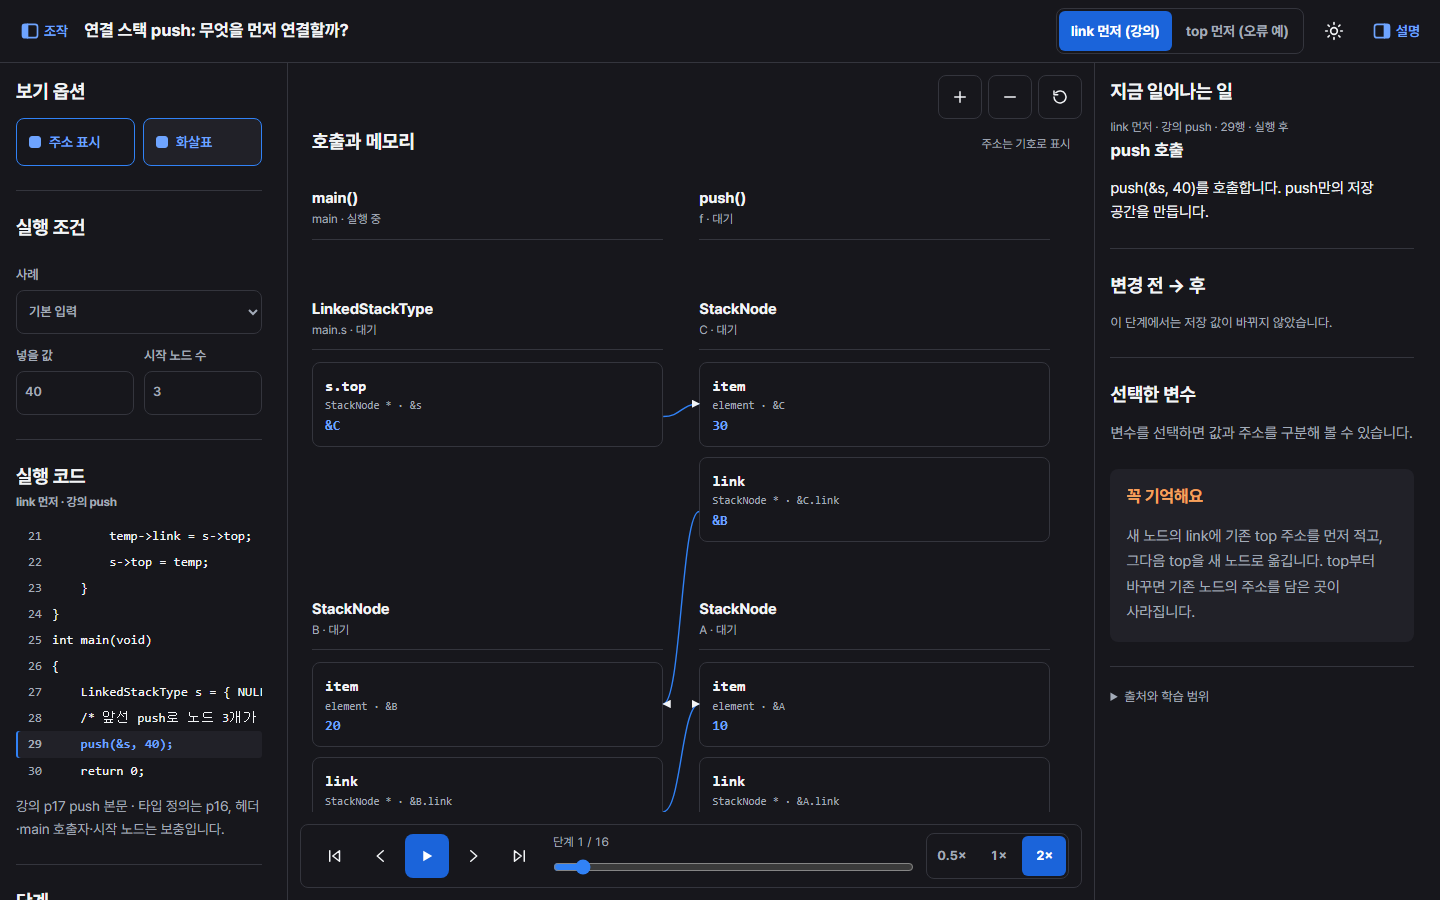 조작
연결 스택 push: 무엇을 먼저 연결할까?
link 먼저 (강의)
top 먼저 (오류 예)
설명
보기 옵션
주소 표시
화살표
실행 조건
사례
기본 입력
넣을 값
시작 노드 수
40
3
실행 코드
link 먼저 · 강의 push
21 temp->link = s->top;
22 s->top = temp;
23 }
24 }
25 int main(void)
26 {
27 LinkedStackType s = { NULL
28 /* 앞선 push로 노드 3개가
29 push(&s, 40);
30 return 0;
강의 p17 push 본문 · 타입 정의는 p16, 헤더
·main 호출자·시작 노드는 보충입니다.
단계
호출과 메모리
주소는 기호로 표시
main()
main · 실행 중
push()
f · 대기
LinkedStackType
main.s · 대기
s.top
StackNode * · &s
&C
StackNode
C · 대기
item
element · &C
30
link
StackNode * · &C.link
&B
StackNode
B · 대기
item
element · &B
20
link
StackNode * · &B.link
StackNode
A · 대기
item
element · &A
10
link
StackNode * · &A.link
단계 1 / 16
0.5×
1×
2×
지금 일어나는 일
link 먼저 · 강의 push · 29행 · 실행 후
push 호출
push(&s, 40)를 호출합니다. push만의 저장
공간을 만듭니다.
변경 전 → 후
이 단계에서는 저장 값이 바뀌지 않았습니다.
선택한 변수
변수를 선택하면 값과 주소를 구분해 볼 수 있습니다.
꼭 기억해요
새 노드의 link에 기존 top 주소를 먼저 적고,
그다음 top을 새 노드로 옮깁니다. top부터
바꾸면 기존 노드의 주소를 담은 곳이
사라집니다.
출처와 학습 범위